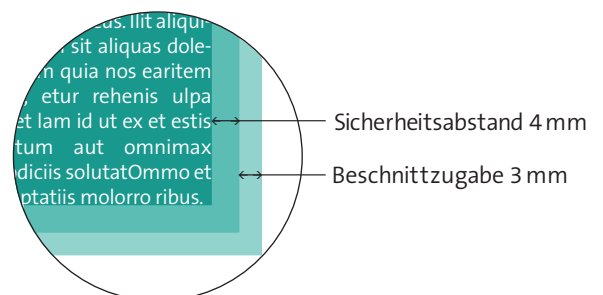 us. Ilit aliqui-
sit aliquas dole-
m quia nos earitem
etur rehenis ulpa
et lam id ut ex et estis
tum aut omnimax
diciis solutatOmmo et
ptatiis molorro ribus.
Sicherheitsabstand 4 mm
Beschnittzugabe 3 mm